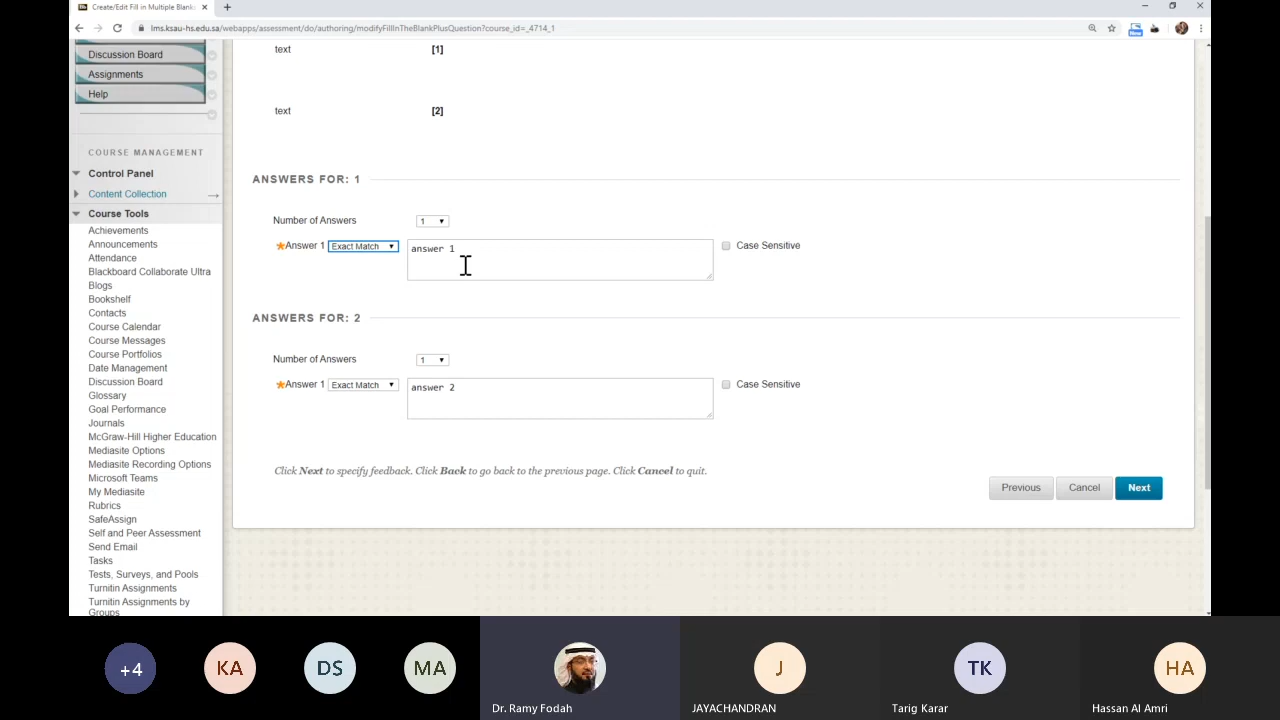 Create/Edit Fill in Multiple Blank
lms.ksau-hs.edu.sa/webapps/assessment/do/authoring/modifyFillInTheBlankPlusQuestion?course_id=_4714_1
New
Discussion Board
Assignments
Help
COURSE MANAGEMENT
Control Panel
Content Collection
Course Tools
Achievements
Announcements
Attendance
Blackboard Collaborate Ultra
Blogs
Bookshelf
Contacts
Course Calendar
Course Messages
Course Portfolios
Date Management
Discussion Board
Glossary
Goal Performance
Journals
McGraw-Hill Higher Education
Mediasite Options
Mediasite Recording Options
Microsoft Teams
My Mediasite
Rubrics
SafeAssign
Self and Peer Assessment
Send Email
Tasks
Tests, Surveys, and Pools
Turnitin Assignments
Turnitin Assignments by
Groups
text [1]
text [2]
ANSWERS FOR: 1
Number of Answers 1
Answer 1 Exact Match answer 1 Case Sensitive
ANSWERS FOR: 2
Number of Answers 1
Answer 1 Exact Match answer 2 Case Sensitive
Click Next to specify feedback. Click Back to go back to the previous page. Click Cancel to quit.
Previous Cancel Next
+4 KA DS MA J TK HA
Dr. Ramy Fodah JAYACHANDRAN Tarig Karar Hassan Al Amri